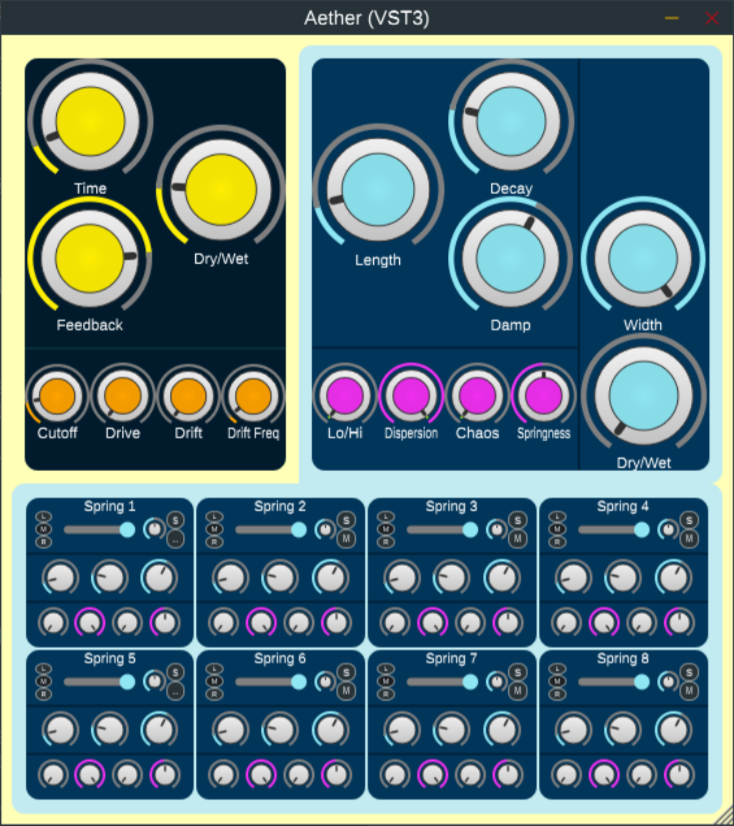 Aether (VST3)
Time
Dry/Wet
Feedback
Cutoff
Drive
Drift
Drift Freq
Length
Decay
Damp
Width
Lo/Hi
Dispersion
Chaos
Springness
Dry/Wet
Spring 1
L
M
R
S
..
Spring 2
L
M
R
S
M
Spring 3
L
M
R
S
M
Spring 4
L
M
R
S
M
Spring 5
L
M
R
S
..
Spring 6
L
M
R
S
M
Spring 7
L
M
R
S
M
Spring 8
L
M
R
S
M